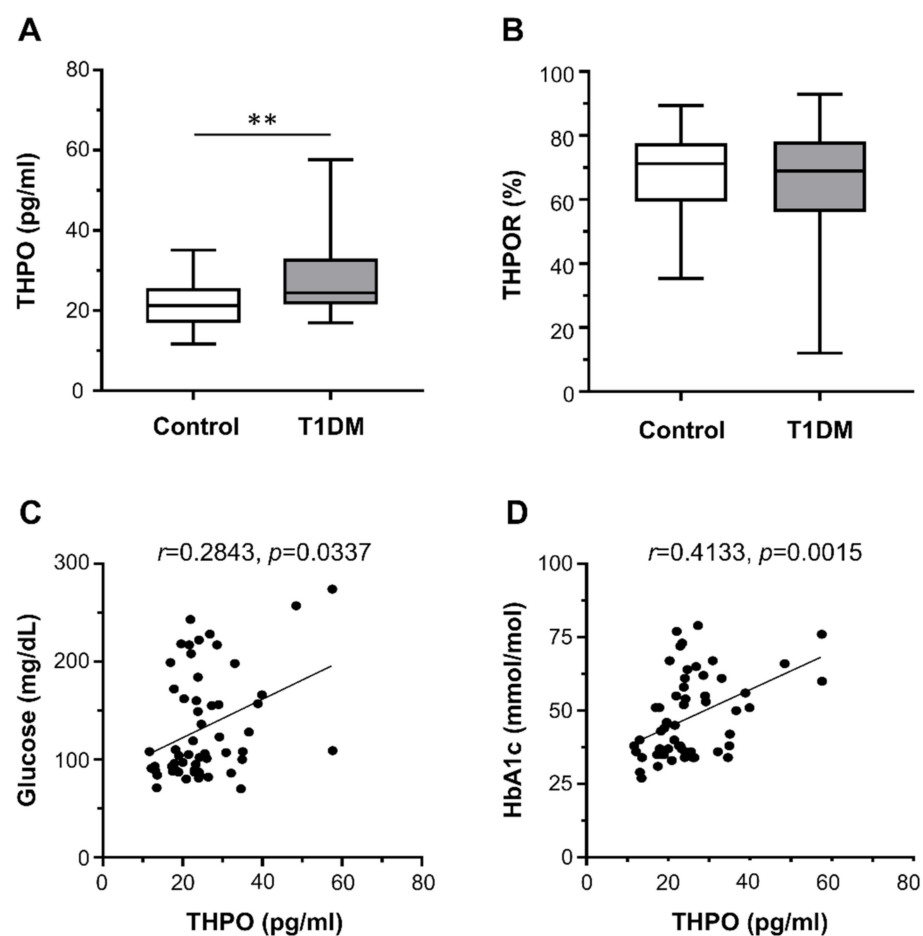 A
THPO (pg/ml)
80
60
40
20
0
**
Control
T1DM
B
THPOR (%)
100
80
60
40
20
0
Control
T1DM
C
r=0.2843, p=0.0337
Glucose (mg/dL)
300
200
100
0
0 20 40 60 80
THPO (pg/ml)
D
r=0.4133, p=0.0015
HbA1c (mmol/mol)
100
75
50
25
0
0 20 40 60 80
THPO (pg/ml)